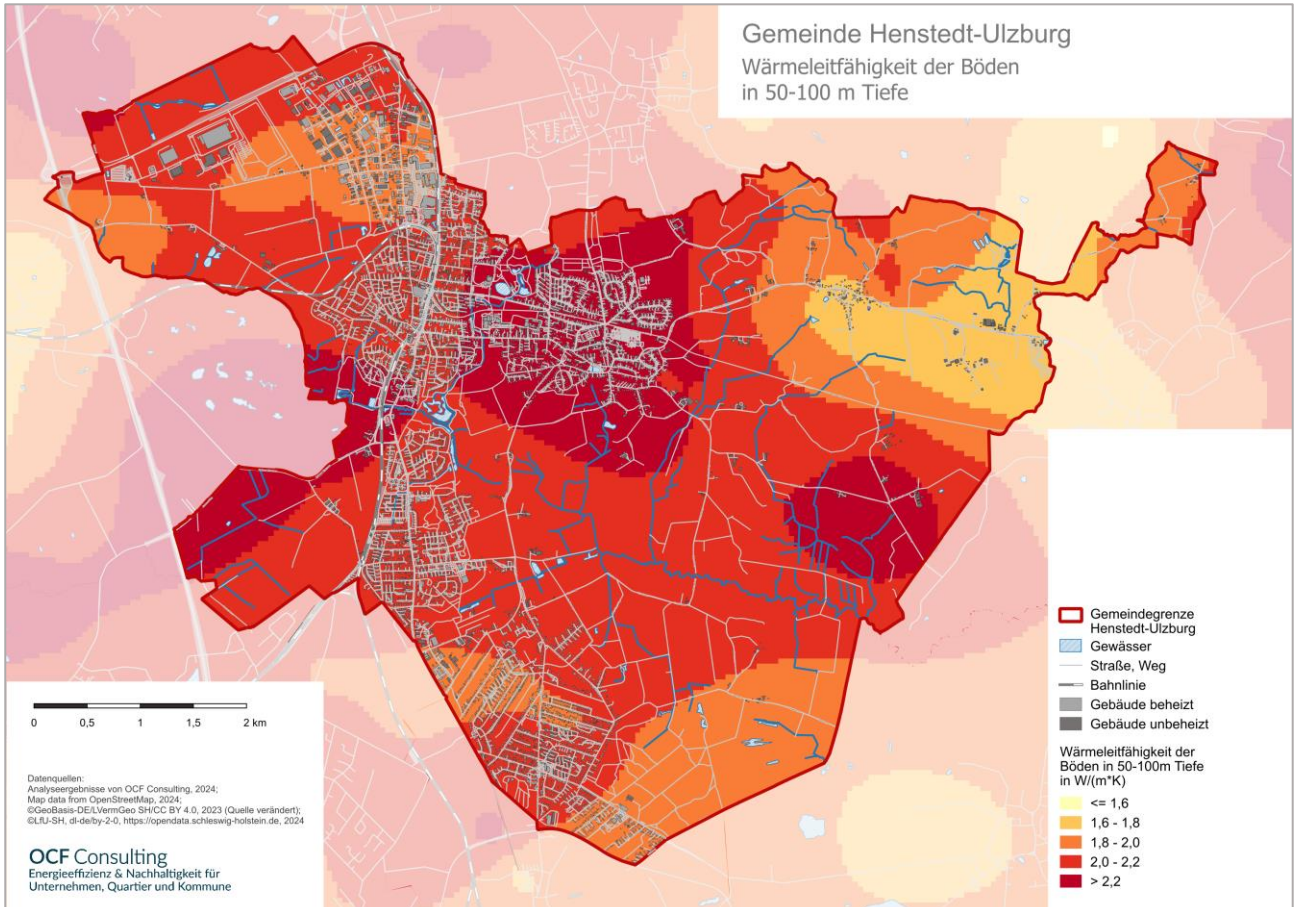 Gemeinde Henstedt-Ulzburg
Wärmeleitfähigkeit der Böden
in 50-100 m Tiefe
Gemeindegrenze
Henstedt-Ulzburg
Gewässer
Straße, Weg
Bahnlinie
Gebäude beheizt
Gebäude unbeheizt
Wärmeleitfähigkeit der
Böden in 50-100m Tiefe
in W/(m*K)
<= 1,6
1,6 - 1,8
1,8 - 2,0
2,0 - 2,2
> 2,2
0 0,5 1 1,5 2 km
Datenquellen:
Analyseergebnisse von OCF Consulting, 2024;
Map data from OpenStreetMap, 2024;
©GeoBasis-DE/LVermGeo SH/CC BY 4.0, 2023 (Quelle verändert);
©LfU-SH, dl-de/by-2-0, https://opendata.schleswig-holstein.de, 2024
OCF Consulting
Energieeffizienz & Nachhaltigkeit für
Unternehmen, Quartier und Kommune